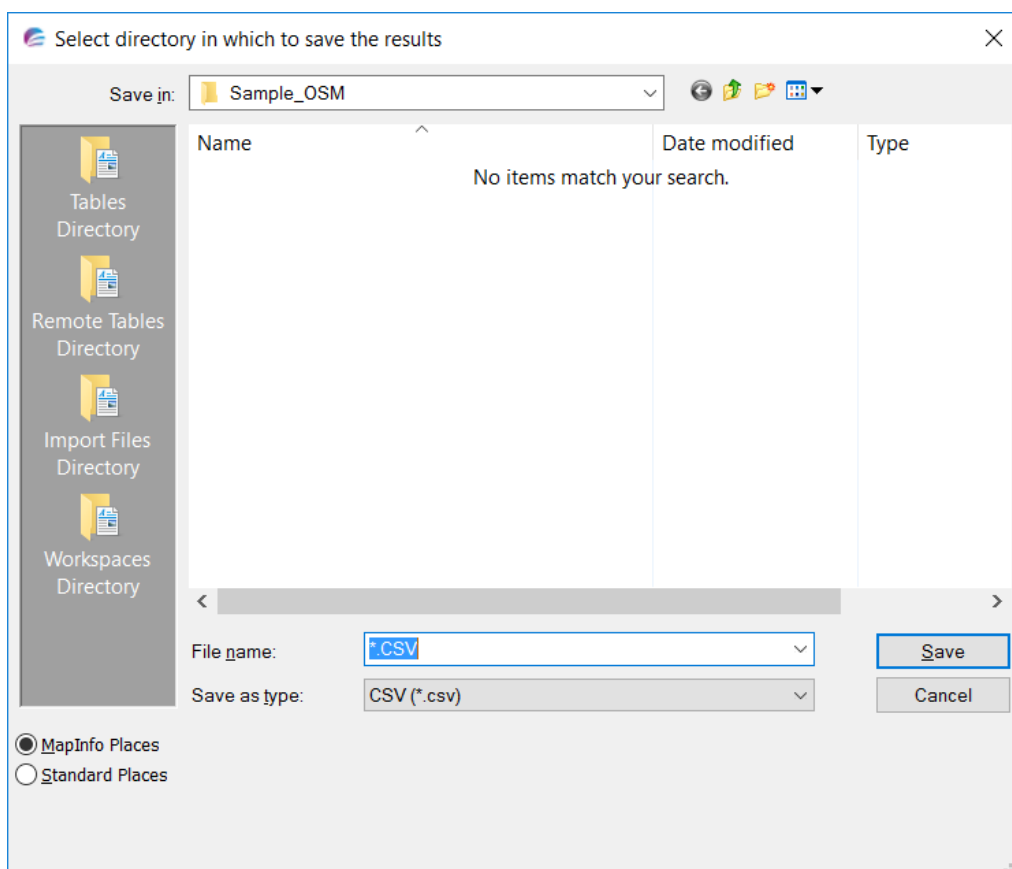 Select directory in which to save the results
Save in: Sample_OSM
Name Date modified Type
No items match your search.
Tables
Directory
Remote Tables
Directory
Import Files
Directory
Workspaces
Directory
File name: *.CSV Save
Save as type: CSV (*.csv) Cancel
MapInfo Places
Standard Places